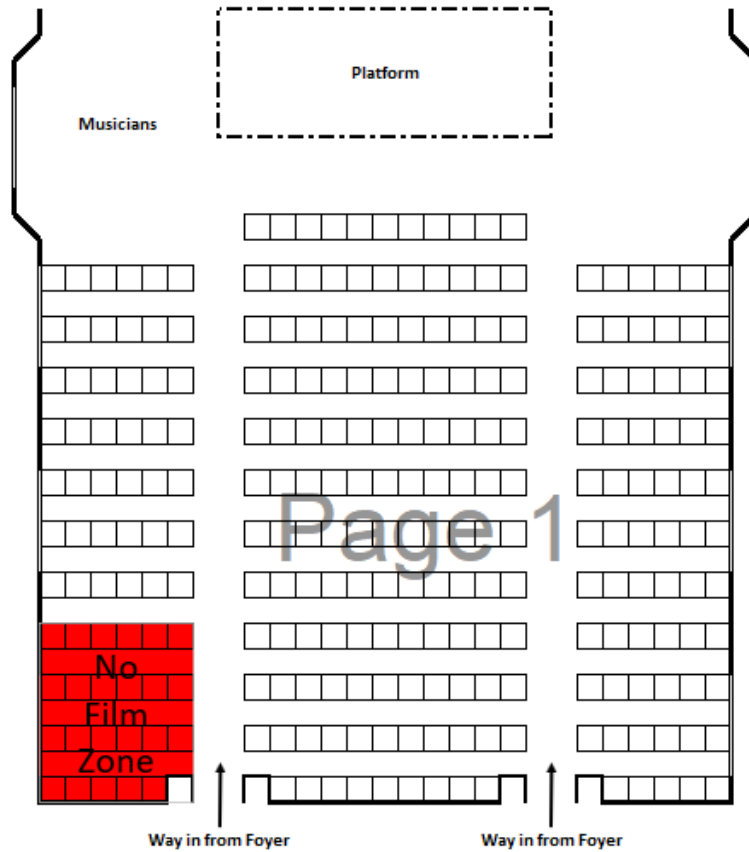 Platform
Musicians
Page 1
No
Film
Zone
Way in from Foyer
Way in from Foyer